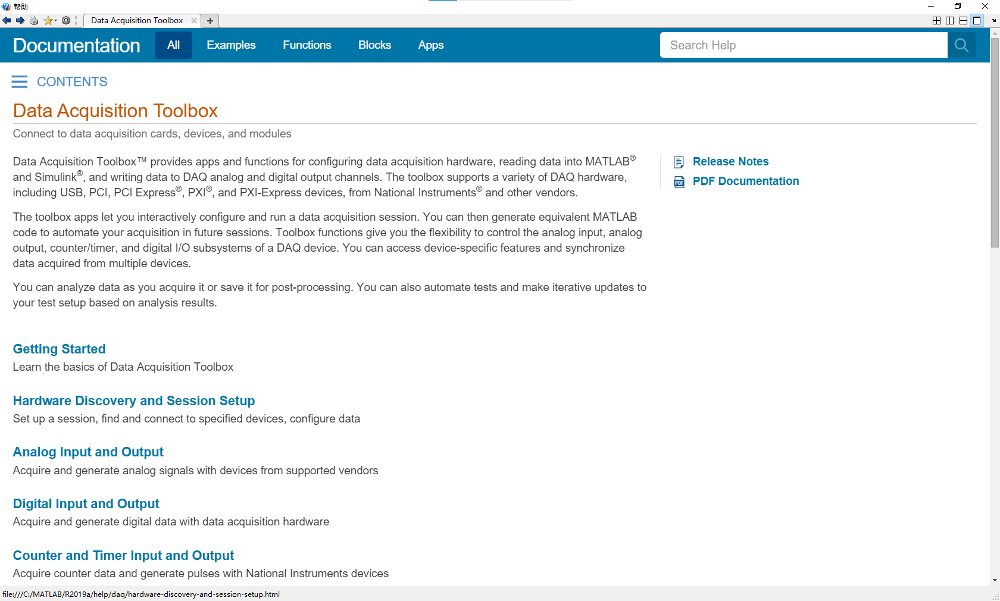 帮助
Data Acquisition Toolbox
Documentation
All
Examples
Functions
Blocks
Apps
Search Help
CONTENTS
Data Acquisition Toolbox
Connect to data acquisition cards, devices, and modules
Data Acquisition Toolbox™ provides apps and functions for configuring data acquisition hardware, reading data into MATLAB®
and Simulink®, and writing data to DAQ analog and digital output channels. The toolbox supports a variety of DAQ hardware,
including USB, PCI, PCI Express®, PXI®, and PXI-Express devices, from National Instruments® and other vendors.
The toolbox apps let you interactively configure and run a data acquisition session. You can then generate equivalent MATLAB
code to automate your acquisition in future sessions. Toolbox functions give you the flexibility to control the analog input, analog
output, counter/timer, and digital I/O subsystems of a DAQ device. You can access device-specific features and synchronize
data acquired from multiple devices.
You can analyze data as you acquire it or save it for post-processing. You can also automate tests and make iterative updates to
your test setup based on analysis results.
Release Notes
PDF
PDF Documentation
Getting Started
Learn the basics of Data Acquisition Toolbox
Hardware Discovery and Session Setup
Set up a session, find and connect to specified devices, configure data
Analog Input and Output
Acquire and generate analog signals with devices from supported vendors
Digital Input and Output
Acquire and generate digital data with data acquisition hardware
Counter and Timer Input and Output
Acquire counter data and generate pulses with National Instruments devices
file:///C:/MATLAB/R2019a/help/daq/hardware-discovery-and-session-setup.html